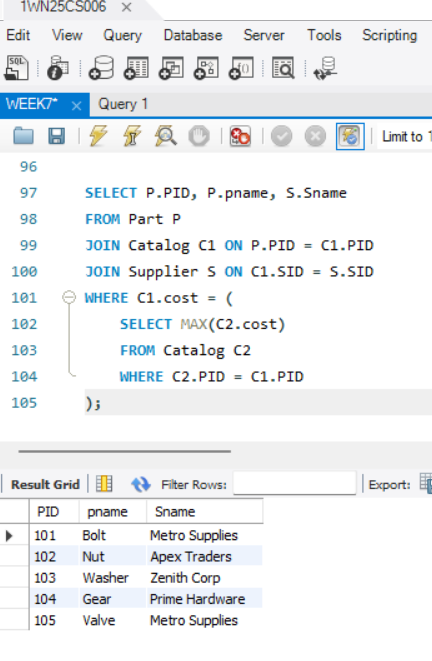 1WN25CS006 ×
Edit View Query Database Server Tools Scripting
SQL
WEEK7* × Query 1
Limit to 1
96
97 SELECT P.PID, P.pname, S.Sname
98 FROM Part P
99 JOIN Catalog C1 ON P.PID = C1.PID
100 JOIN Supplier S ON C1.SID = S.SID
101 WHERE C1.cost = (
102 SELECT MAX(C2.cost)
103 FROM Catalog C2
104 WHERE C2.PID = C1.PID
105 );
Result Grid Filter Rows: Export:
PID pname Sname
101 Bolt Metro Supplies
102 Nut Apex Traders
103 Washer Zenith Corp
104 Gear Prime Hardware
105 Valve Metro Supplies